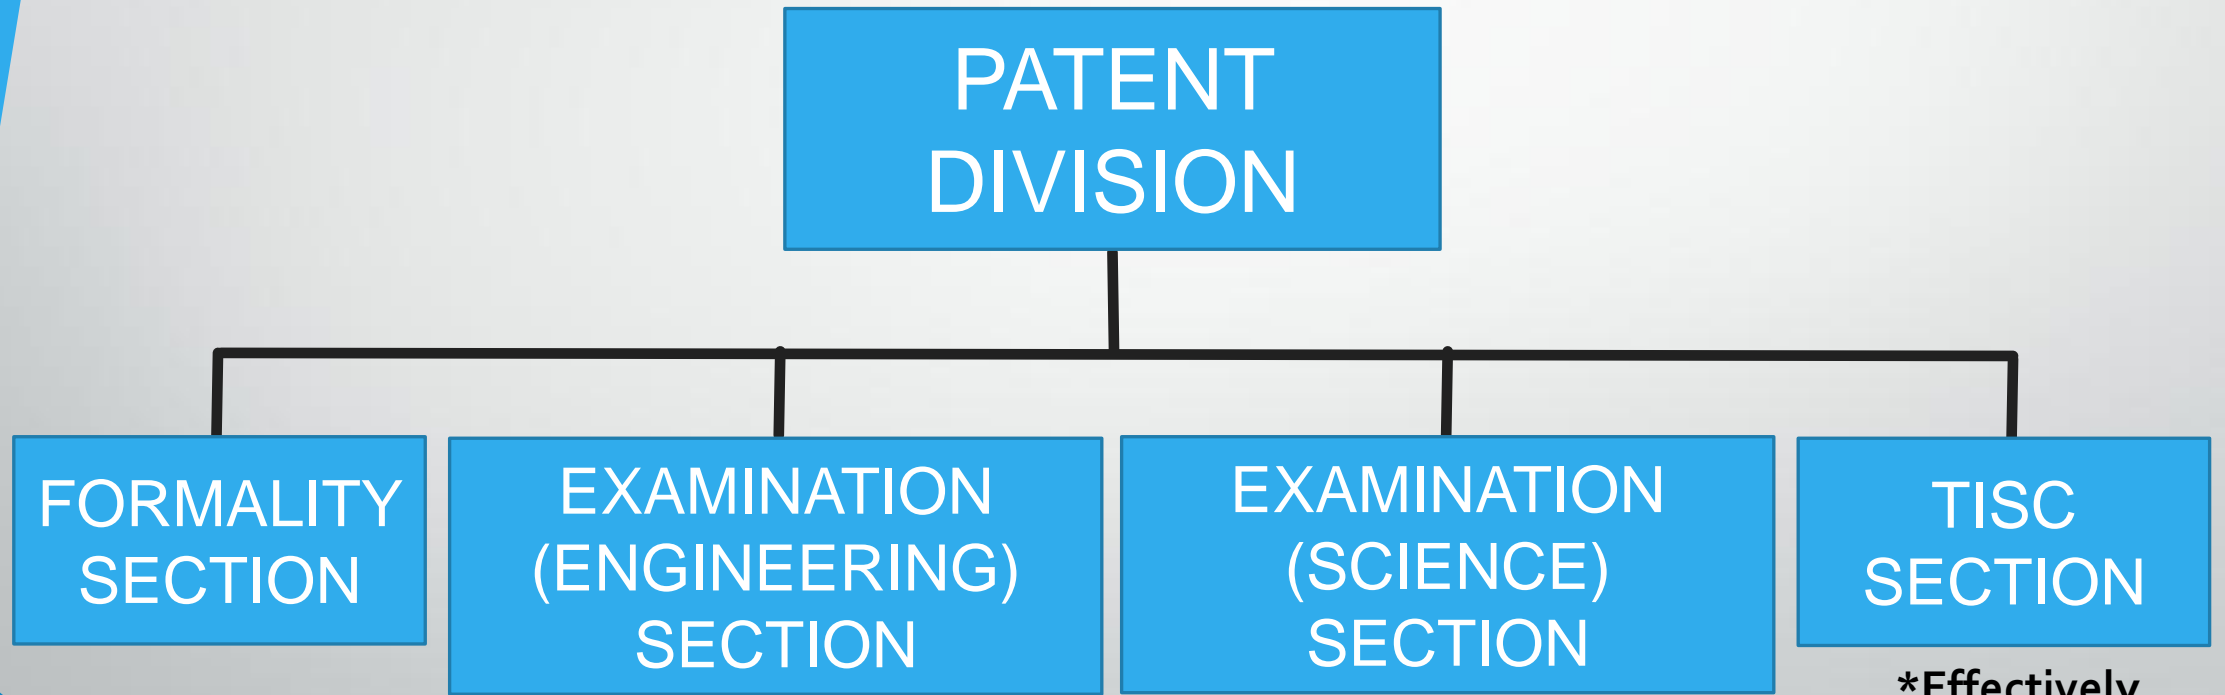 PATENT
DIVISION
FORMALITY
SECTION
EXAMINATION
(ENGINEERING)
SECTION
EXAMINATION
(SCIENCE)
SECTION
TISC
SECTION
*Effectively